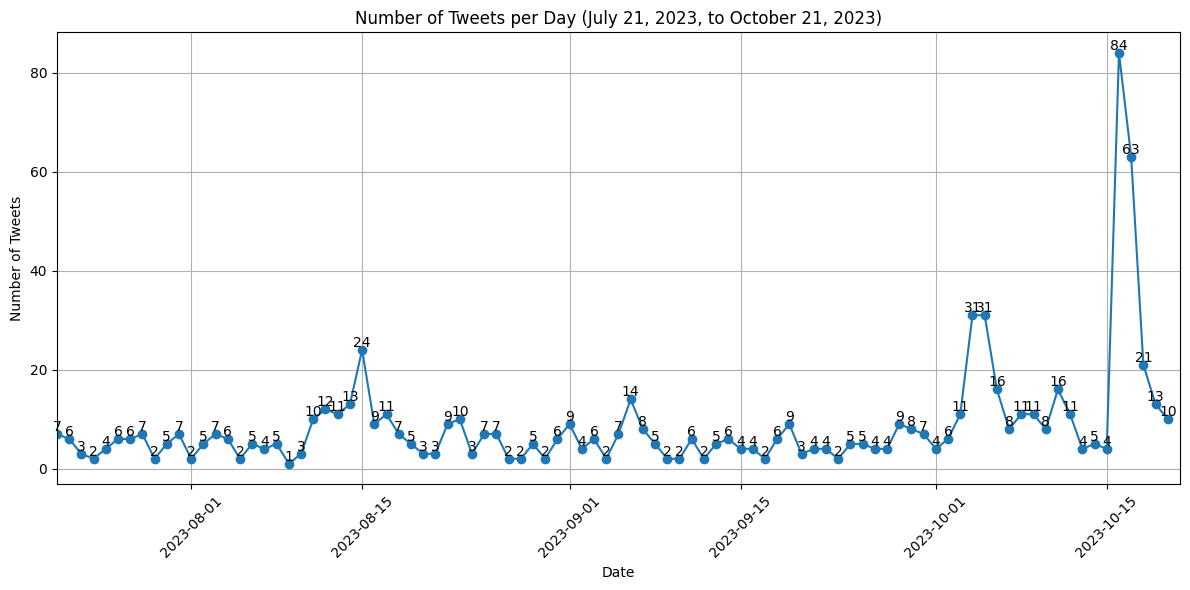 Number of Tweets per Day (July 21, 2023, to October 21, 2023)
Number of Tweets
80
60
40
20
0
7 6 3 2 4 6 6 7 2 5 7 2 5 7 6 2 5 4 5 1 3 10 12 11 13 24 9 11 7 5 3 3 9 10 3 7 7 2 2 5 2 6 9 4 6 2 7 14 8 5 2 2 6 2 5 6 4 4 2 6 9 3 4 4 2 5 5 4 4 9 8 7 4 6 11 31 31 16 8 11 11 8 16 11 4 5 4 84 63 21 13 10
2023-08-01 2023-08-15 2023-09-01 2023-09-15 2023-10-01 2023-10-15
Date